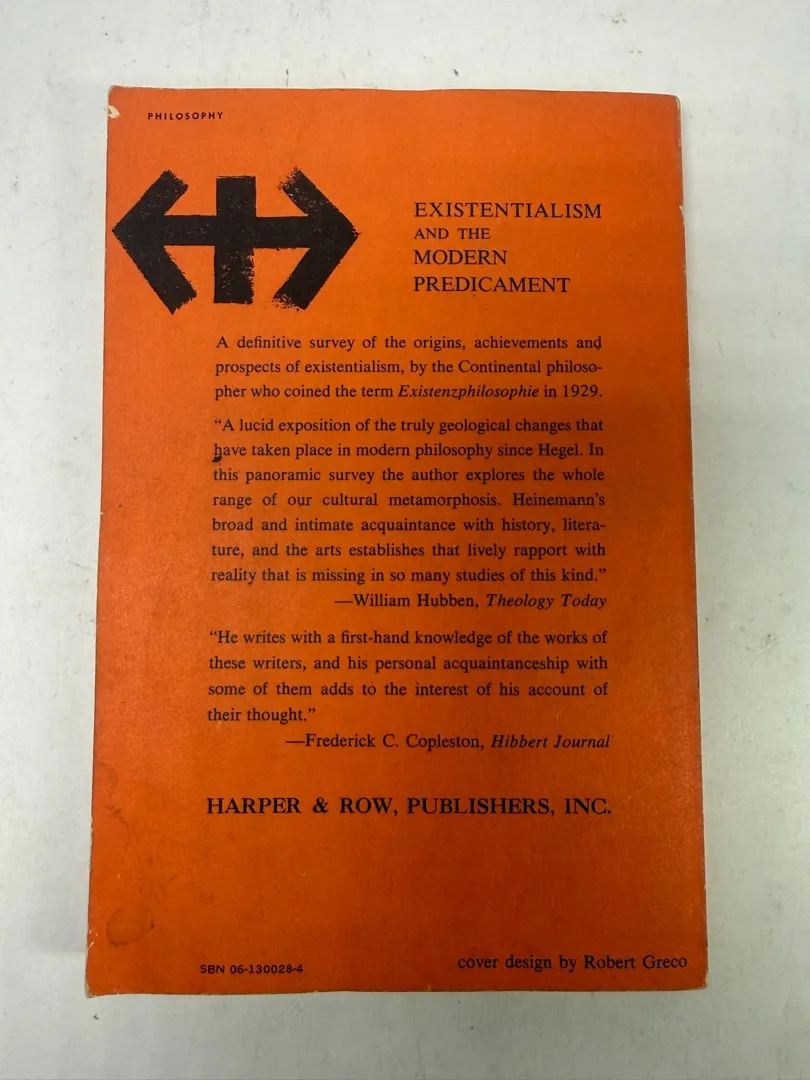 PHILOSOPHY
EXISTENTIALISM
AND THE
MODERN
PREDICAMENT
A definitive survey of the origins, achievements and
prospects of existentialism, by the Continental philoso-
pher who coined the term Existenzphilosophie in 1929.
“A lucid exposition of the truly geological changes that
have taken place in modern philosophy since Hegel. In
this panoramic survey the author explores the whole
range of our cultural metamorphosis. Heinemann’s
broad and intimate acquaintance with history, litera-
ture, and the arts establishes that lively rapport with
reality that is missing in so many studies of this kind.”
—William Hubben, Theology Today
“He writes with a first-hand knowledge of the works of
these writers, and his personal acquaintanceship with
some of them adds to the interest of his account of
their thought.”
—Frederick C. Copleston, Hibbert Journal
HARPER & ROW, PUBLISHERS, INC.
SBN 06-130028-4
cover design by Robert Greco